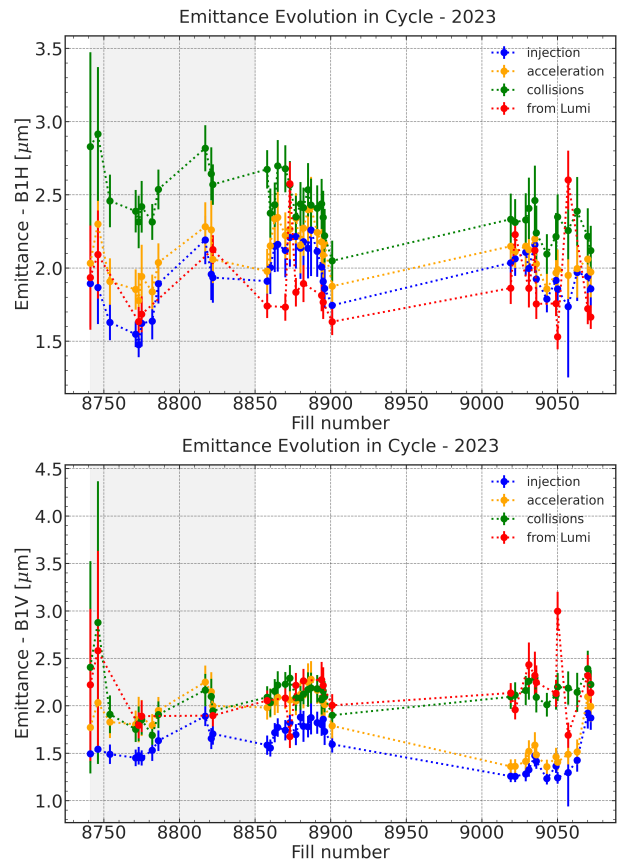 Emittance Evolution in Cycle - 2023
Emittance - B1H [μm]
3.5
3.0
2.5
2.0
1.5
injection
acceleration
collisions
from Lumi
8750 8800 8850 8900 8950 9000 9050
Fill number
Emittance Evolution in Cycle - 2023
Emittance - B1V [μm]
4.5
4.0
3.5
3.0
2.5
2.0
1.5
1.0
injection
acceleration
collisions
from Lumi
8750 8800 8850 8900 8950 9000 9050
Fill number